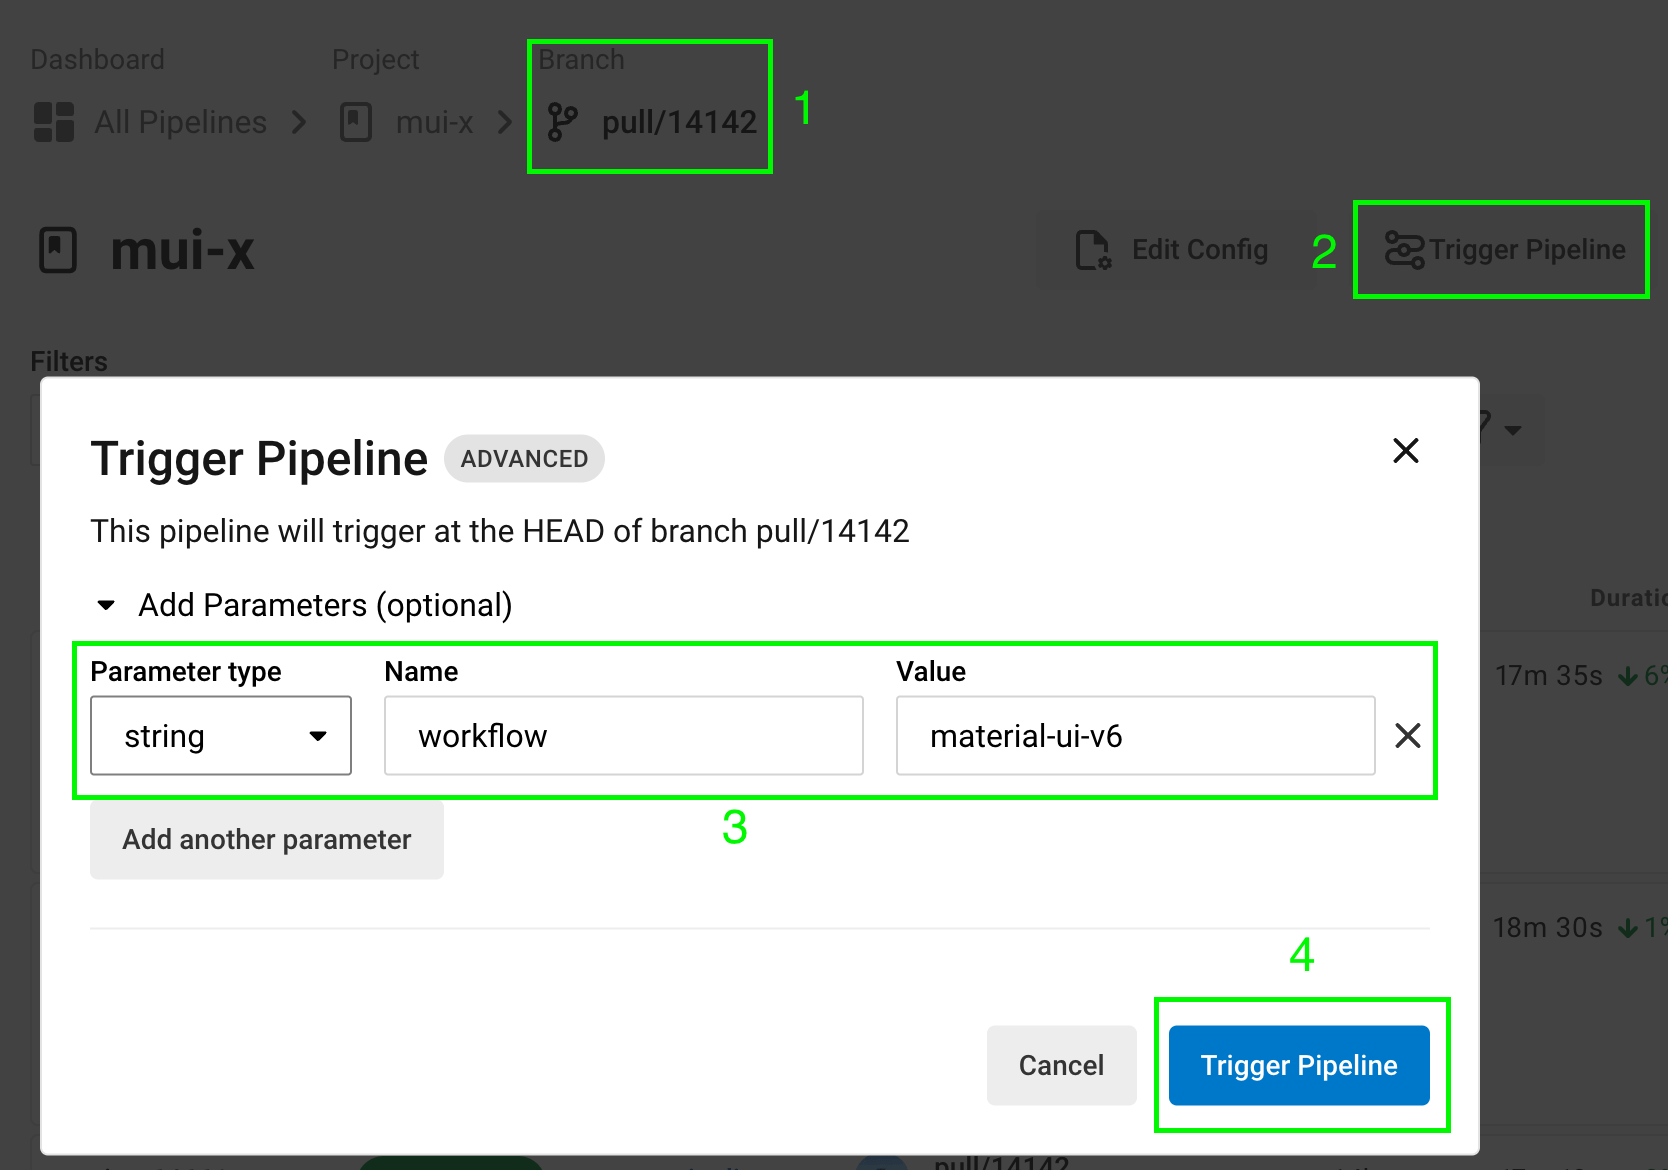 Dashboard
Project
Branch
All Pipelines
mui-x
pull/14142
1
mui-x
Edit Config
2
Trigger Pipeline
Filters
Trigger Pipeline
ADVANCED
This pipeline will trigger at the HEAD of branch pull/14142
Add Parameters (optional)
Parameter type
Name
Value
string
workflow
material-ui-v6
3
Add another parameter
17m 35s
18m 30s
4
Cancel
Trigger Pipeline
pull/14142